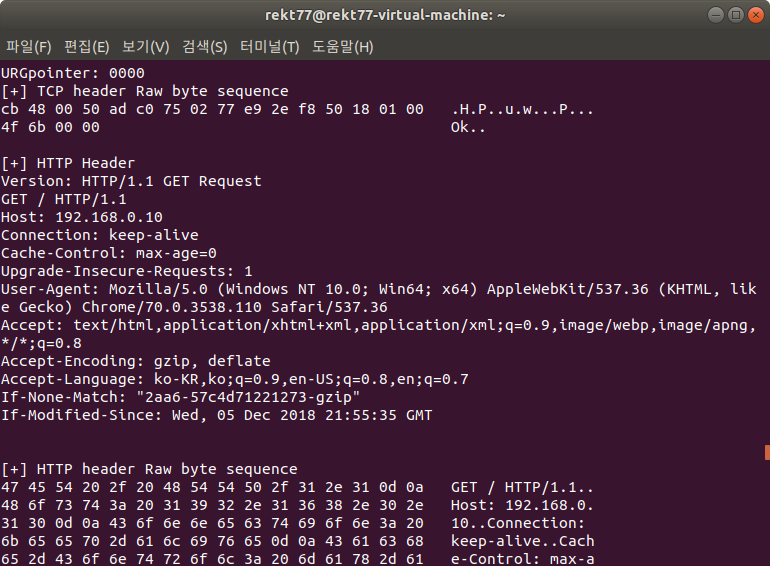 rekt77@rekt77-virtual-machine: ~
파일(F) 편집(E) 보기(V) 검색(S) 터미널(T) 도움말(H)
URGpointer: 0000
[+] TCP header Raw byte sequence
cb 48 00 50 ad c0 75 02 77 e9 2e f8 50 18 01 00   .H.P..u.w...P...
4f 6b 00 00                                       Ok..
[+] HTTP Header
Version: HTTP/1.1 GET Request
GET / HTTP/1.1
Host: 192.168.0.10
Connection: keep-alive
Cache-Control: max-age=0
Upgrade-Insecure-Requests: 1
User-Agent: Mozilla/5.0 (Windows NT 10.0; Win64; x64) AppleWebKit/537.36 (KHTML, lik
e Gecko) Chrome/70.0.3538.110 Safari/537.36
Accept: text/html,application/xhtml+xml,application/xml;q=0.9,image/webp,image/apng,
*/*;q=0.8
Accept-Encoding: gzip, deflate
Accept-Language: ko-KR,ko;q=0.9,en-US;q=0.8,en;q=0.7
If-None-Match: "2aa6-57c4d71221273-gzip"
If-Modified-Since: Wed, 05 Dec 2018 21:55:35 GMT
[+] HTTP header Raw byte sequence
47 45 54 20 2f 20 48 54 54 50 2f 31 2e 31 0d 0a   GET / HTTP/1.1..
48 6f 73 74 3a 20 31 39 32 2e 31 36 38 2e 30 2e   Host: 192.168.0.
31 30 0d 0a 43 6f 6e 6e 65 63 74 69 6f 6e 3a 20   10..Connection:
6b 65 65 70 2d 61 6c 69 76 65 0d 0a 43 61 63 68   keep-alive..Cach
65 2d 43 6f 6e 74 72 6f 6c 3a 20 6d 61 78 2d 61   e-Control: max-a